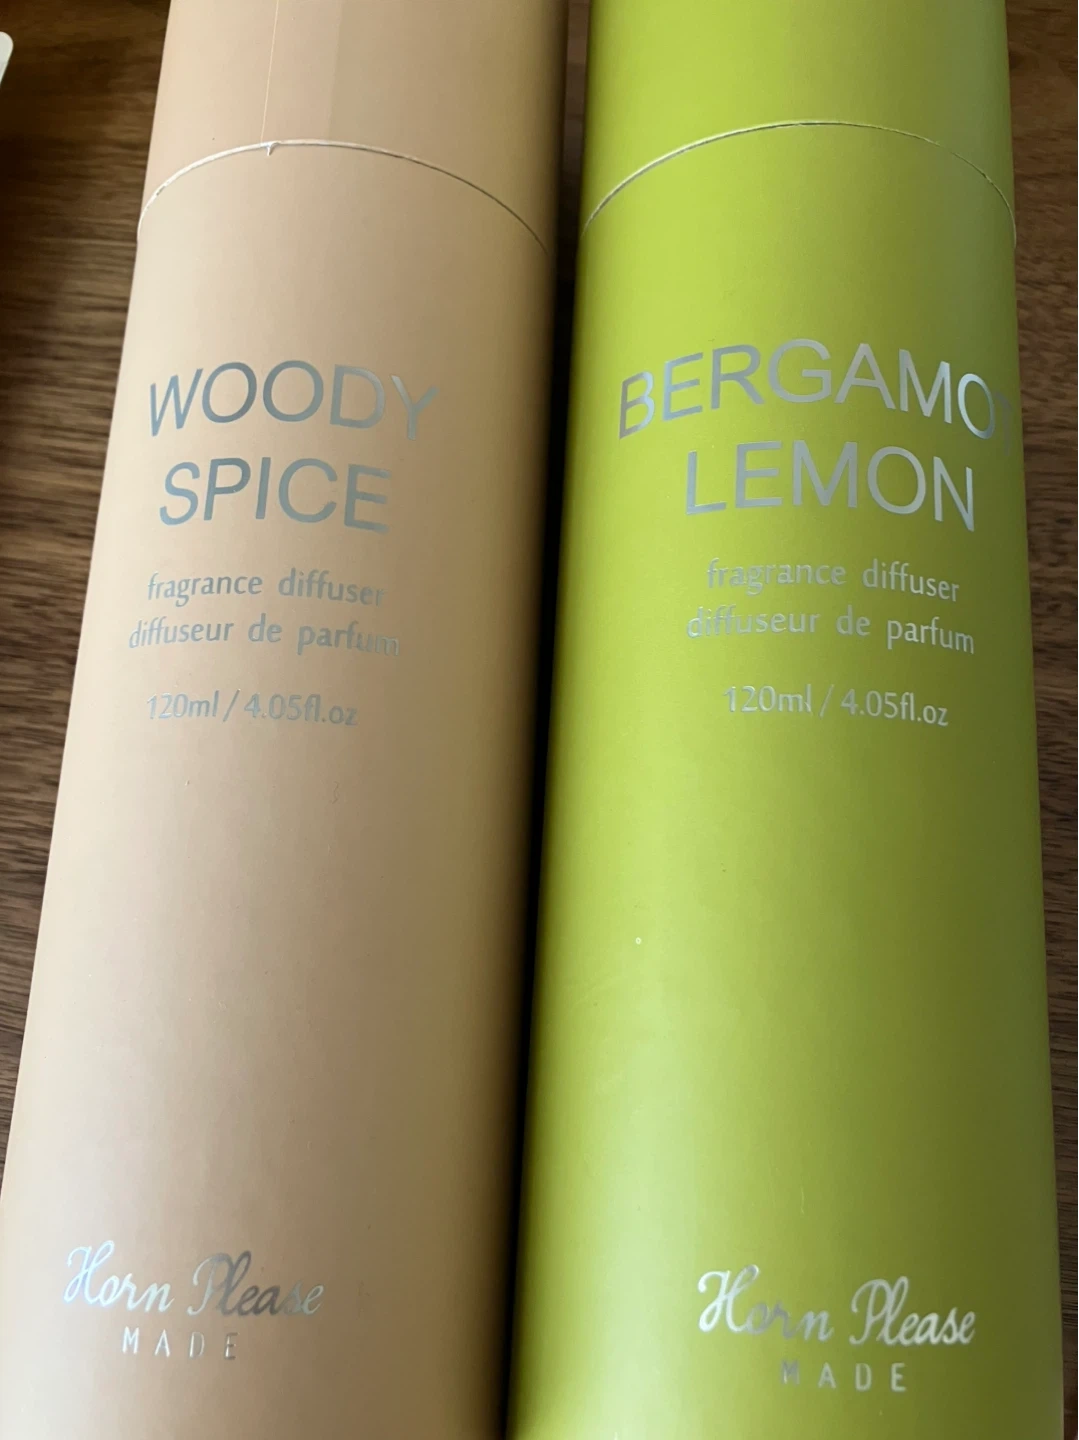 WOODY
SPICE
fragrance diffuser
diffuseur de parfum
120ml / 4.05fl.oz
Horn Please
MADE
BERGAMOT
LEMON
fragrance diffuser
diffuseur de parfum
120ml / 4.05fl.oz
Horn Please
MADE